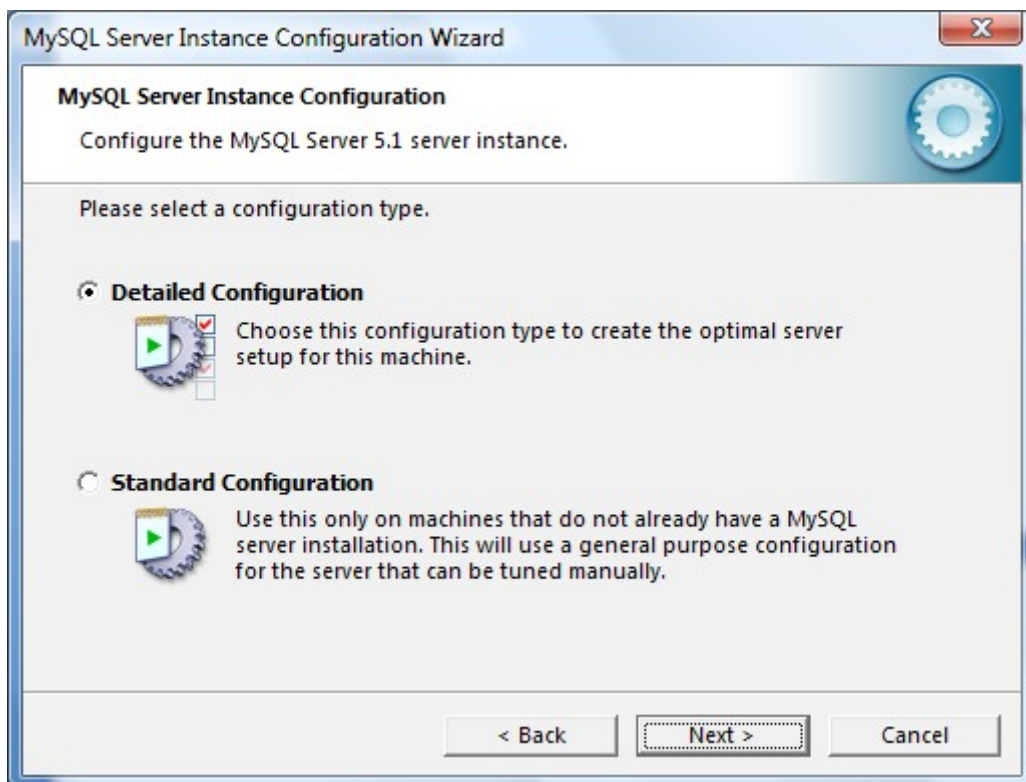 MySQL Server Instance Configuration Wizard
MySQL Server Instance Configuration
Configure the MySQL Server 5.1 server instance.
Please select a configuration type.
Detailed Configuration
Choose this configuration type to create the optimal server
setup for this machine.
Standard Configuration
Use this only on machines that do not already have a MySQL
server installation. This will use a general purpose configuration
for the server that can be tuned manually.
< Back
Next >
Cancel